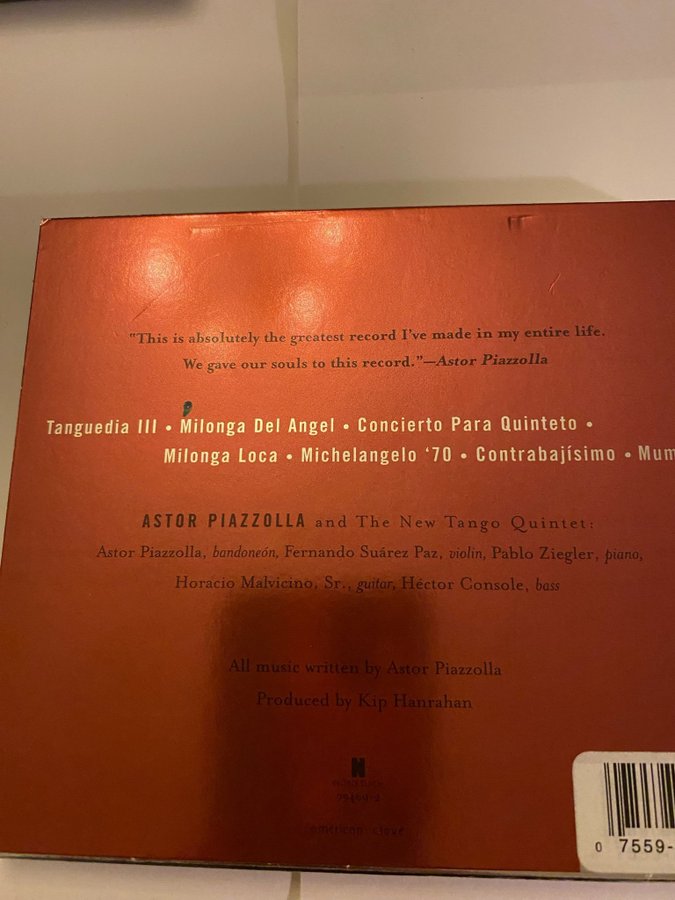 "This is absolutely the greatest record I've made in my entire life.
We gave our souls to this record."—Astor Piazzolla
Tanguedia III • Milonga Del Angel • Concierto Para Quinteto •
Milonga Loca • Michelangelo '70 • Contrabajísimo • Mum
ASTOR PIAZZOLLA and The New Tango Quintet:
Astor Piazzolla, bandoneón, Fernando Suárez Paz, violin, Pablo Ziegler, piano,
Horacio Malvicino, Sr., guitar, Héctor Console, bass
All music written by Astor Piazzolla
Produced by Kip Hanrahan
N
american clavé
0 7559-